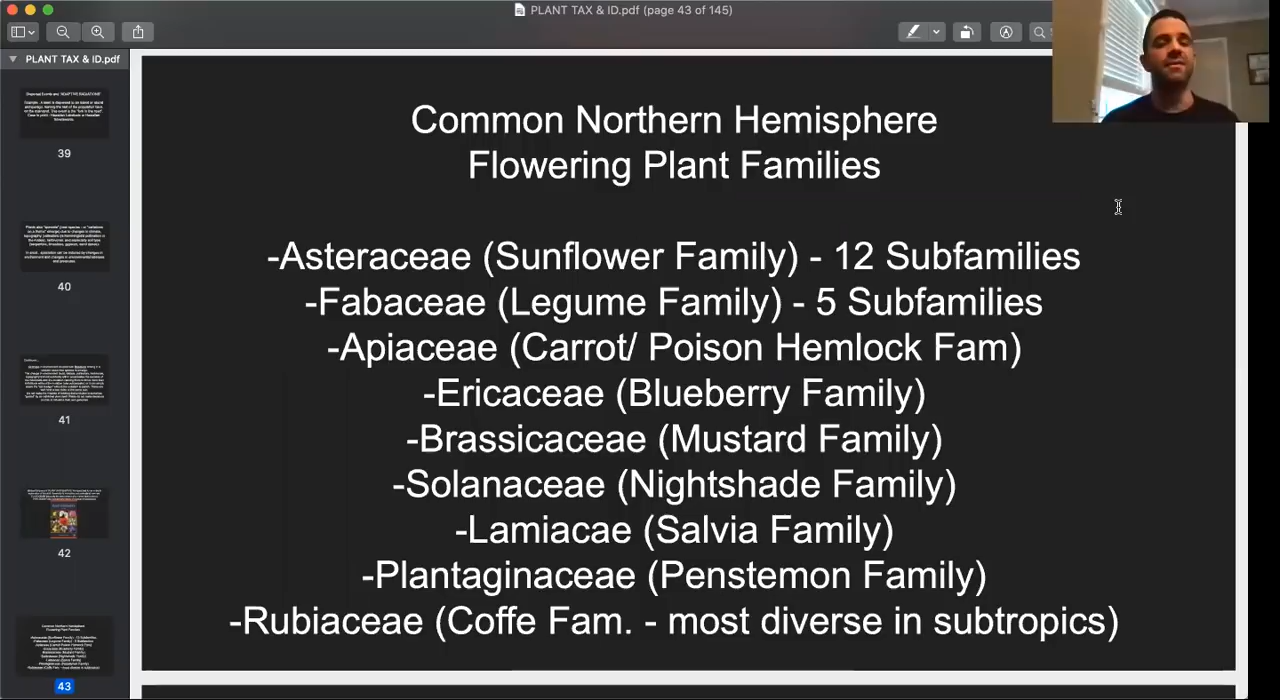 PLANT TAX & ID.pdf (page 43 of 145)
PLANT TAX & ID.pdf
39
40
41
42
43
Common Northern Hemisphere
Flowering Plant Families
-Asteraceae (Sunflower Family) - 12 Subfamilies
-Fabaceae (Legume Family) - 5 Subfamilies
-Apiaceae (Carrot/ Poison Hemlock Fam)
-Ericaceae (Blueberry Family)
-Brassicaceae (Mustard Family)
-Solanaceae (Nightshade Family)
-Lamiacae (Salvia Family)
-Plantaginaceae (Penstemon Family)
-Rubiaceae (Coffe Fam. - most diverse in subtropics)